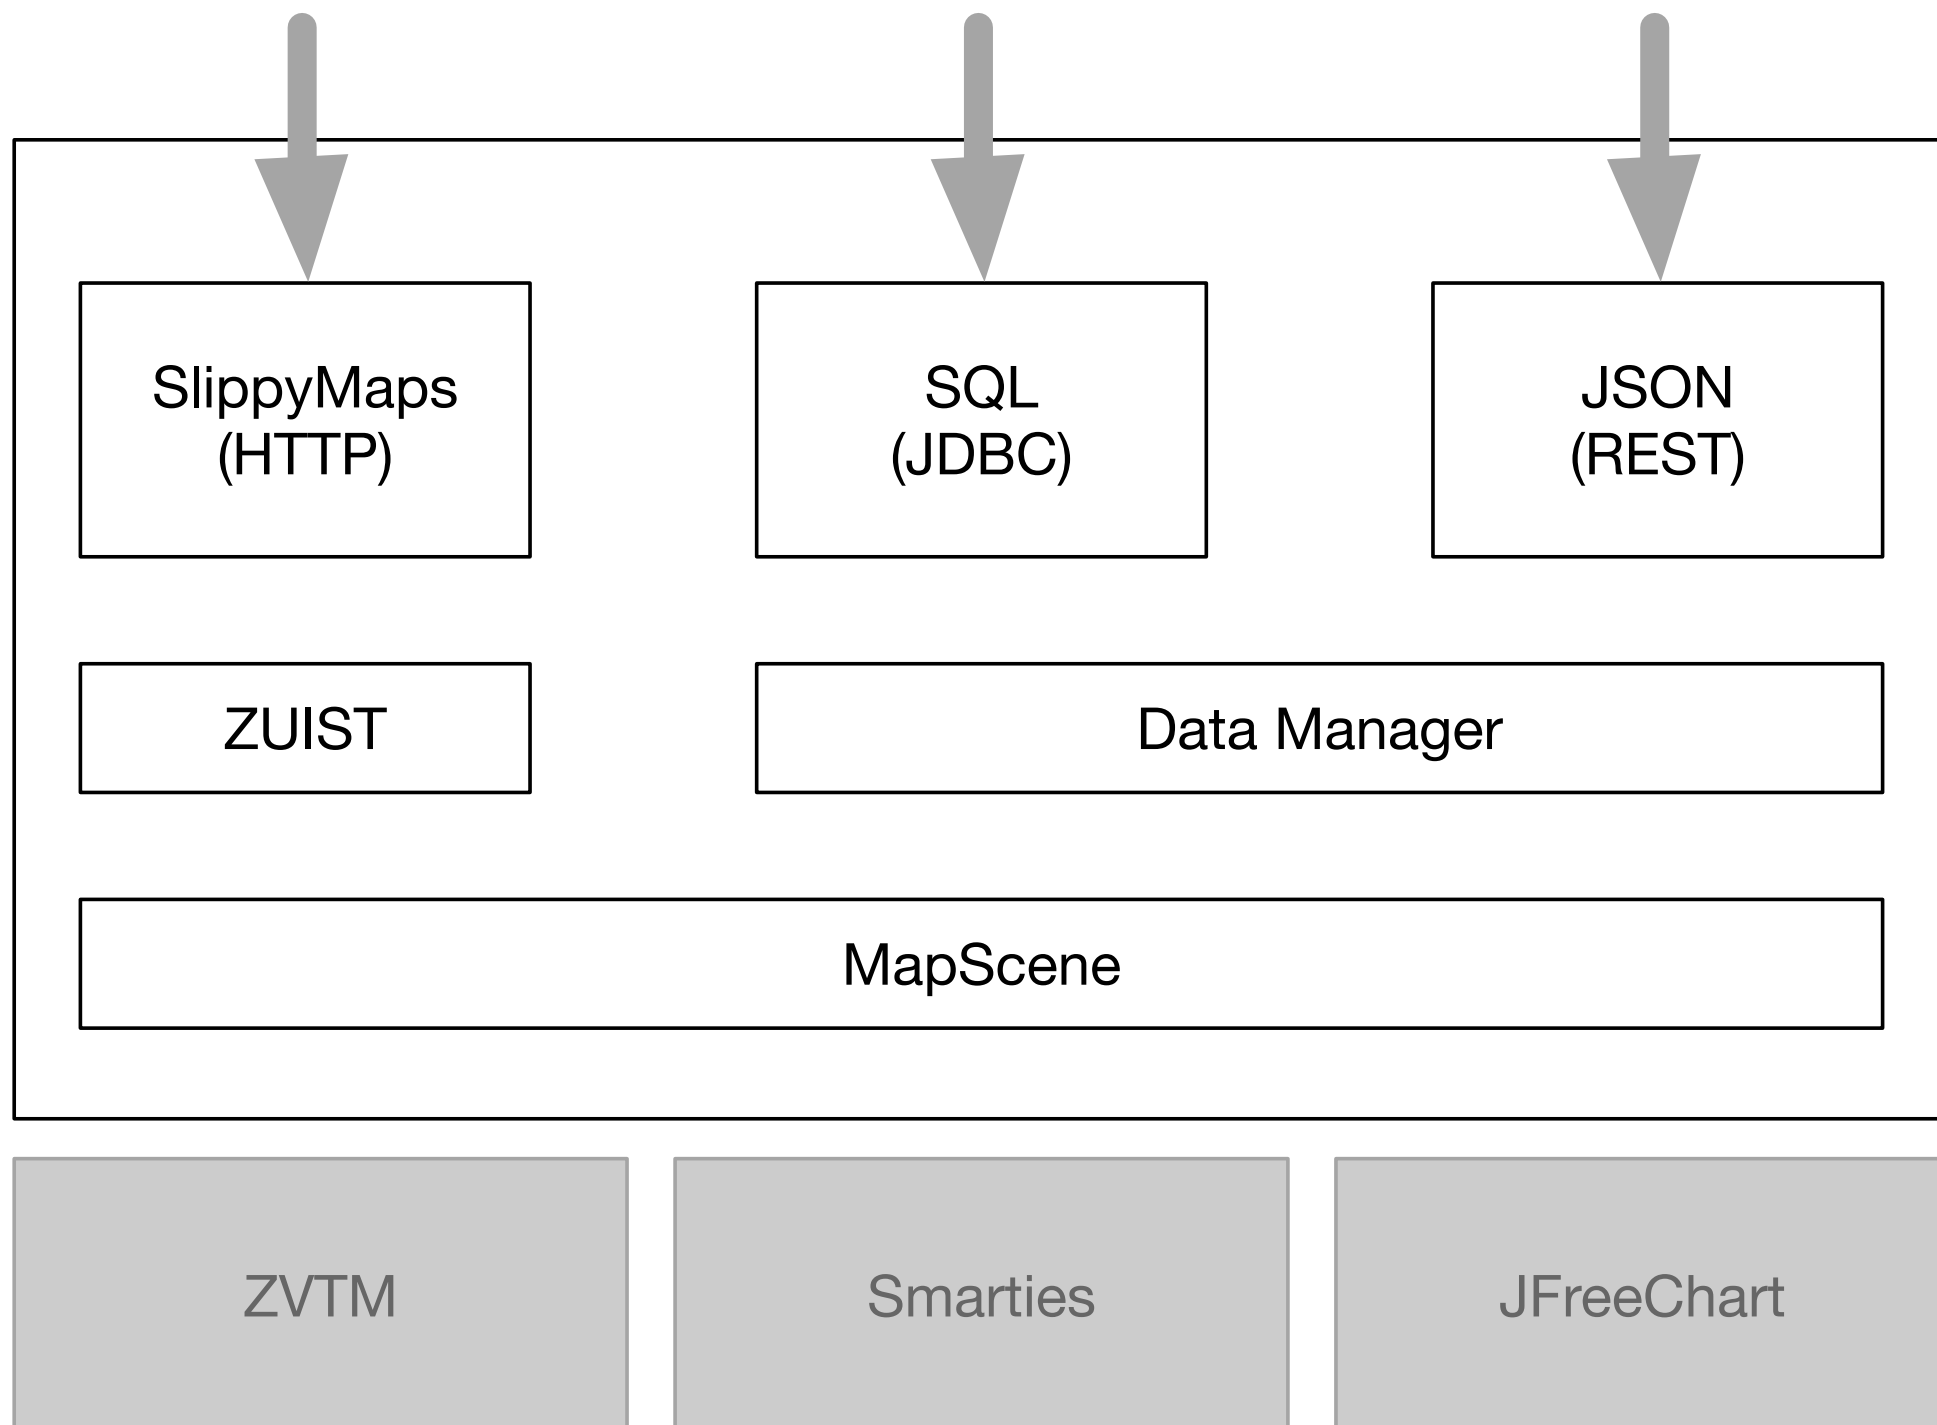 SlippyMaps
(HTTP)
SQL
(JDBC)
JSON
(REST)
ZUIST
Data Manager
MapScene
ZVTM
Smarties
JFreeChart